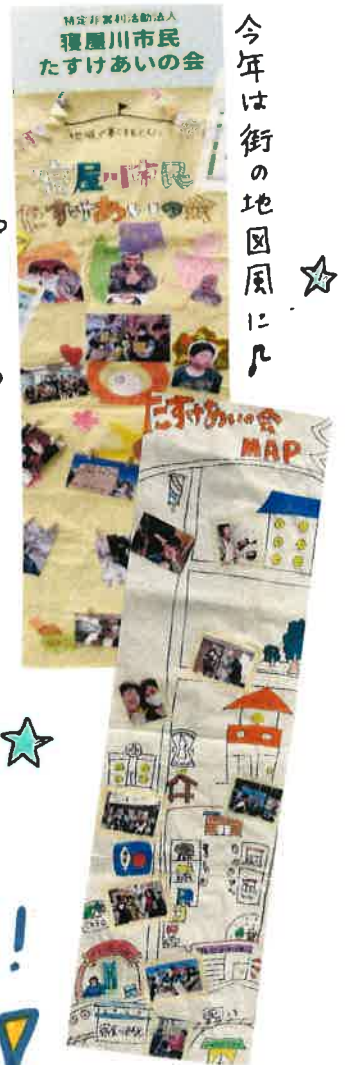 特定非営利活動法人
寝屋川市民
たすけあいの会
今年は街の地図風に♪
寝屋川市民
たすけあいの会
たすけあいの会
MAP
!